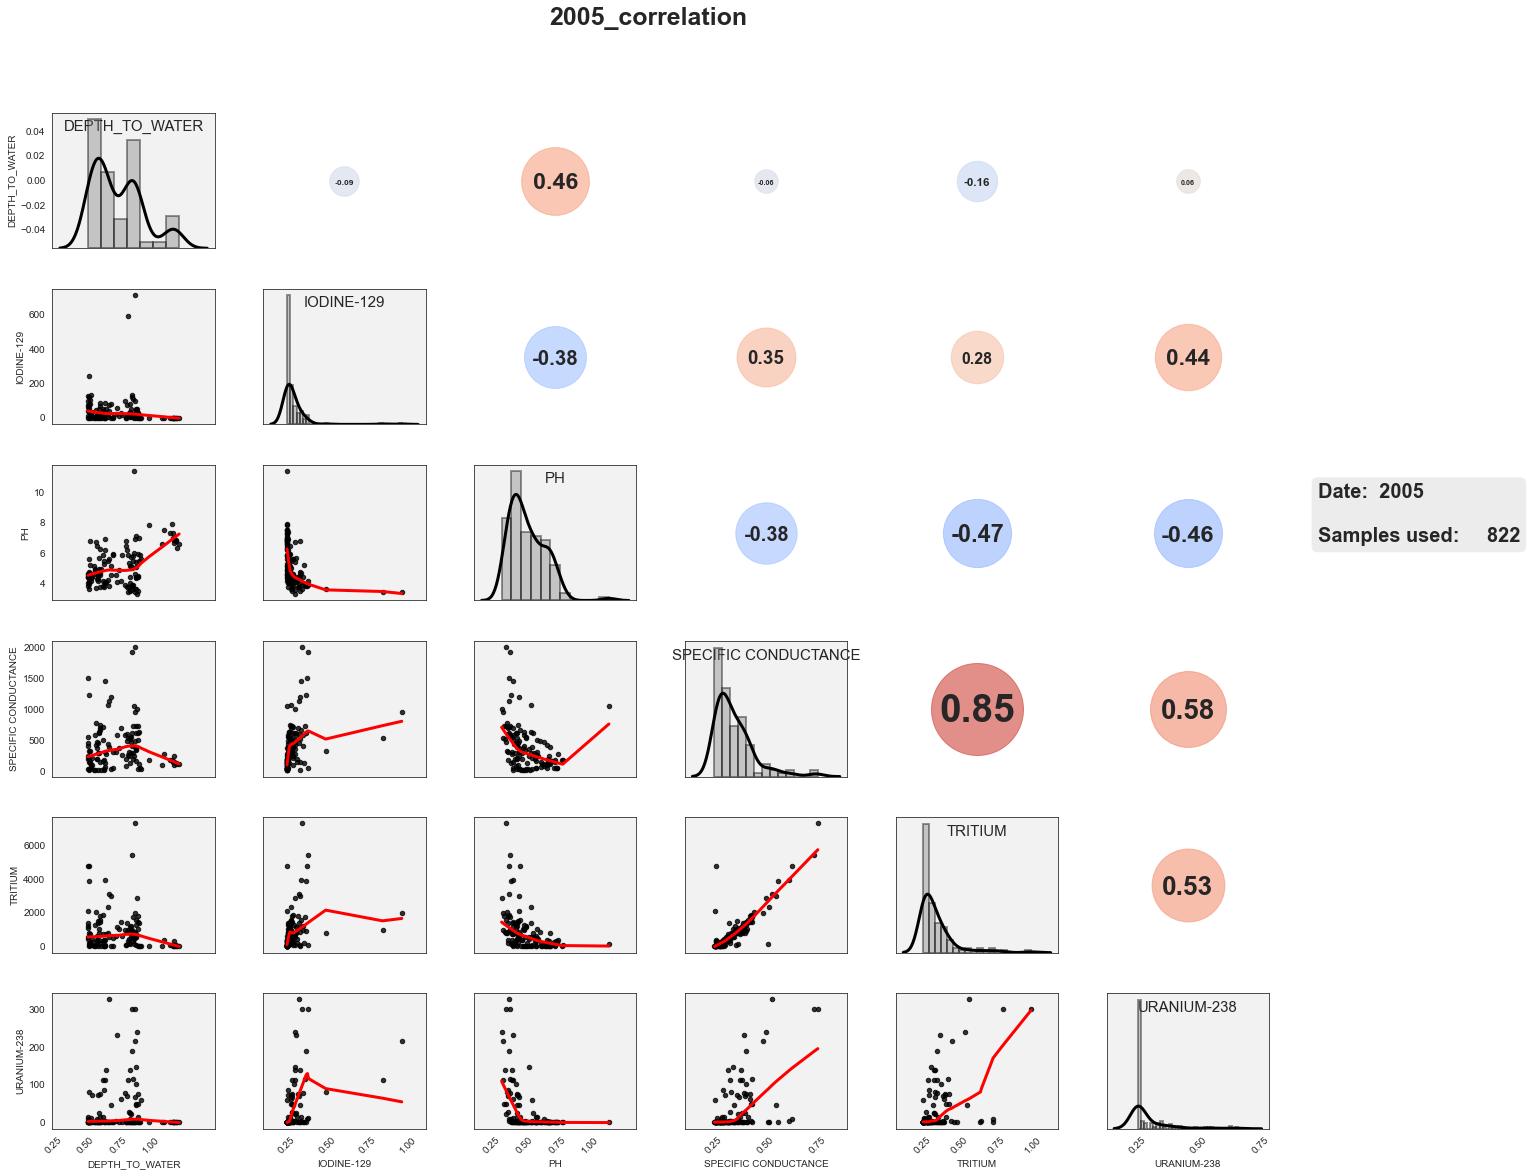 2005_correlation
DEPTH_TO_WATER
0.04
0.02
0.00
−0.02
−0.04
DEPTH_TO_WATER
-0.09
0.46
-0.06
-0.16
0.06
IODINE-129
600
400
200
0
IODINE-129
-0.38
0.35
0.28
0.44
PH
10
8
6
4
PH
-0.38
-0.47
-0.46
Date: 2005
Samples used: 822
SPECIFIC CONDUCTANCE
2000
1500
1000
500
0
SPECIFIC CONDUCTANCE
0.85
0.58
TRITIUM
6000
4000
2000
0
TRITIUM
0.53
URANIUM-238
300
200
100
0
URANIUM-238
0.25 0.50 0.75 1.00
0.25 0.50 0.75 1.00
0.25 0.50 0.75 1.00
0.25 0.50 0.75
0.25 0.50 0.75 1.00
0.25 0.50 0.75
DEPTH_TO_WATER
IODINE-129
PH
SPECIFIC CONDUCTANCE
TRITIUM
URANIUM-238